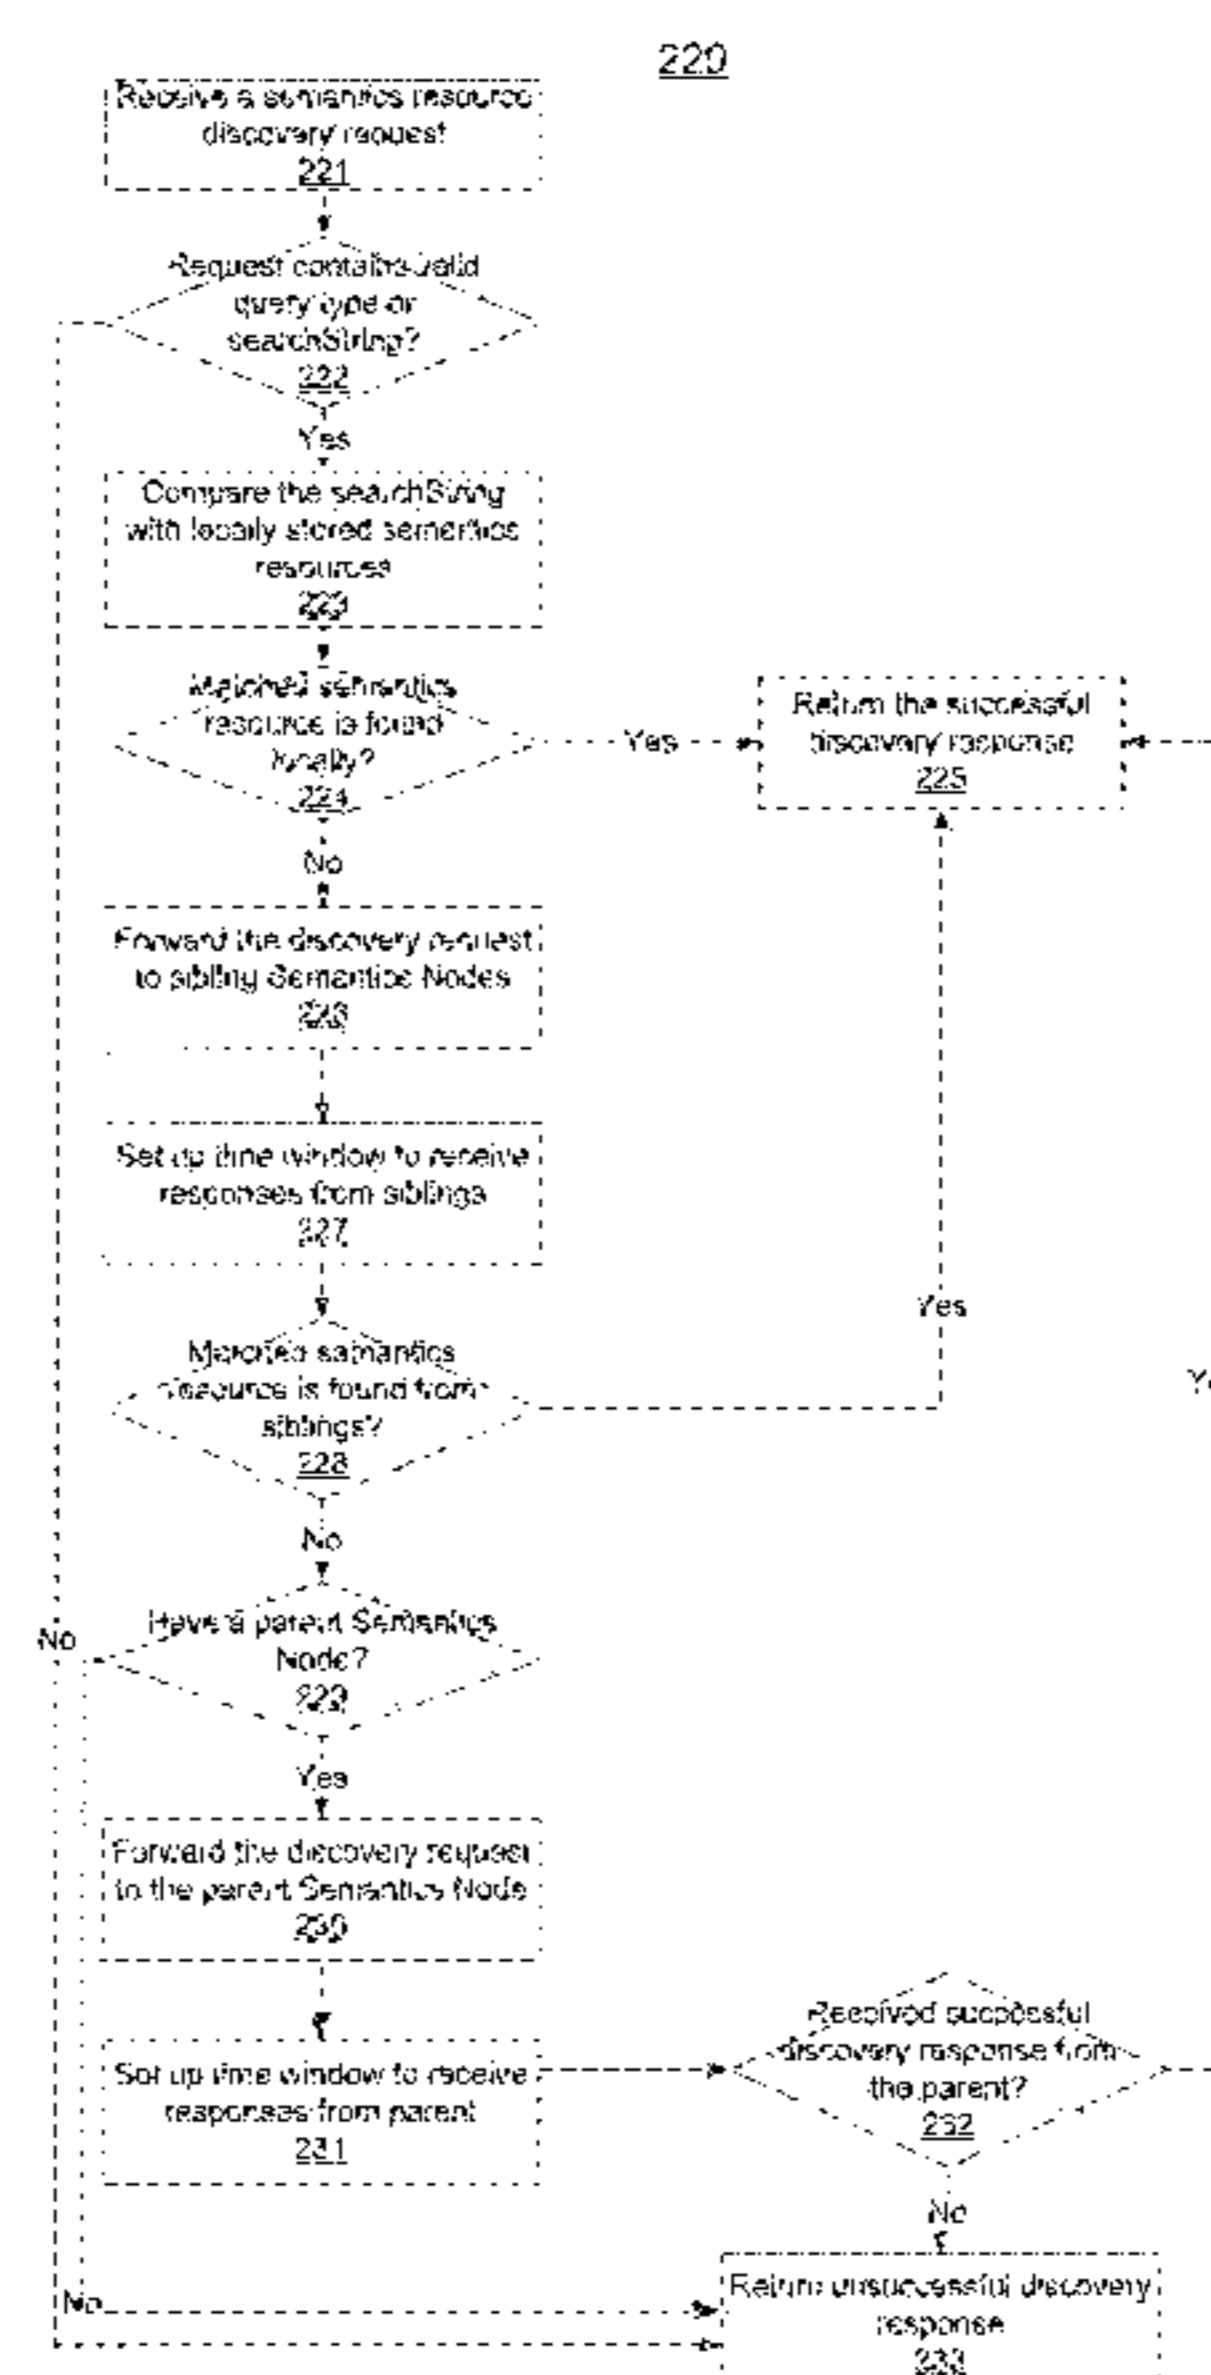 220
Receive a semantics resource
discovery request
221
Request contains valid
query type or
searchString?
222
Yes
Compare the searchString
with locally stored semantics
resources
223
Matched semantics
resource is found
locally?
224
Yes
Return the successful
discovery response
225
No
Forward the discovery request
to sibling Semantics Nodes
226
Set up time window to receive
responses from siblings
227
Yes
Matched semantics
resource is found from
siblings?
228
No
Have a parent Semantics
Node?
229
No
Yes
Forward the discovery request
to the parent Semantics Node
230
Set up time window to receive
responses from parent
231
Received successful
discovery response from
the parent?
232
No
No
Return unsuccessful discovery
response
233